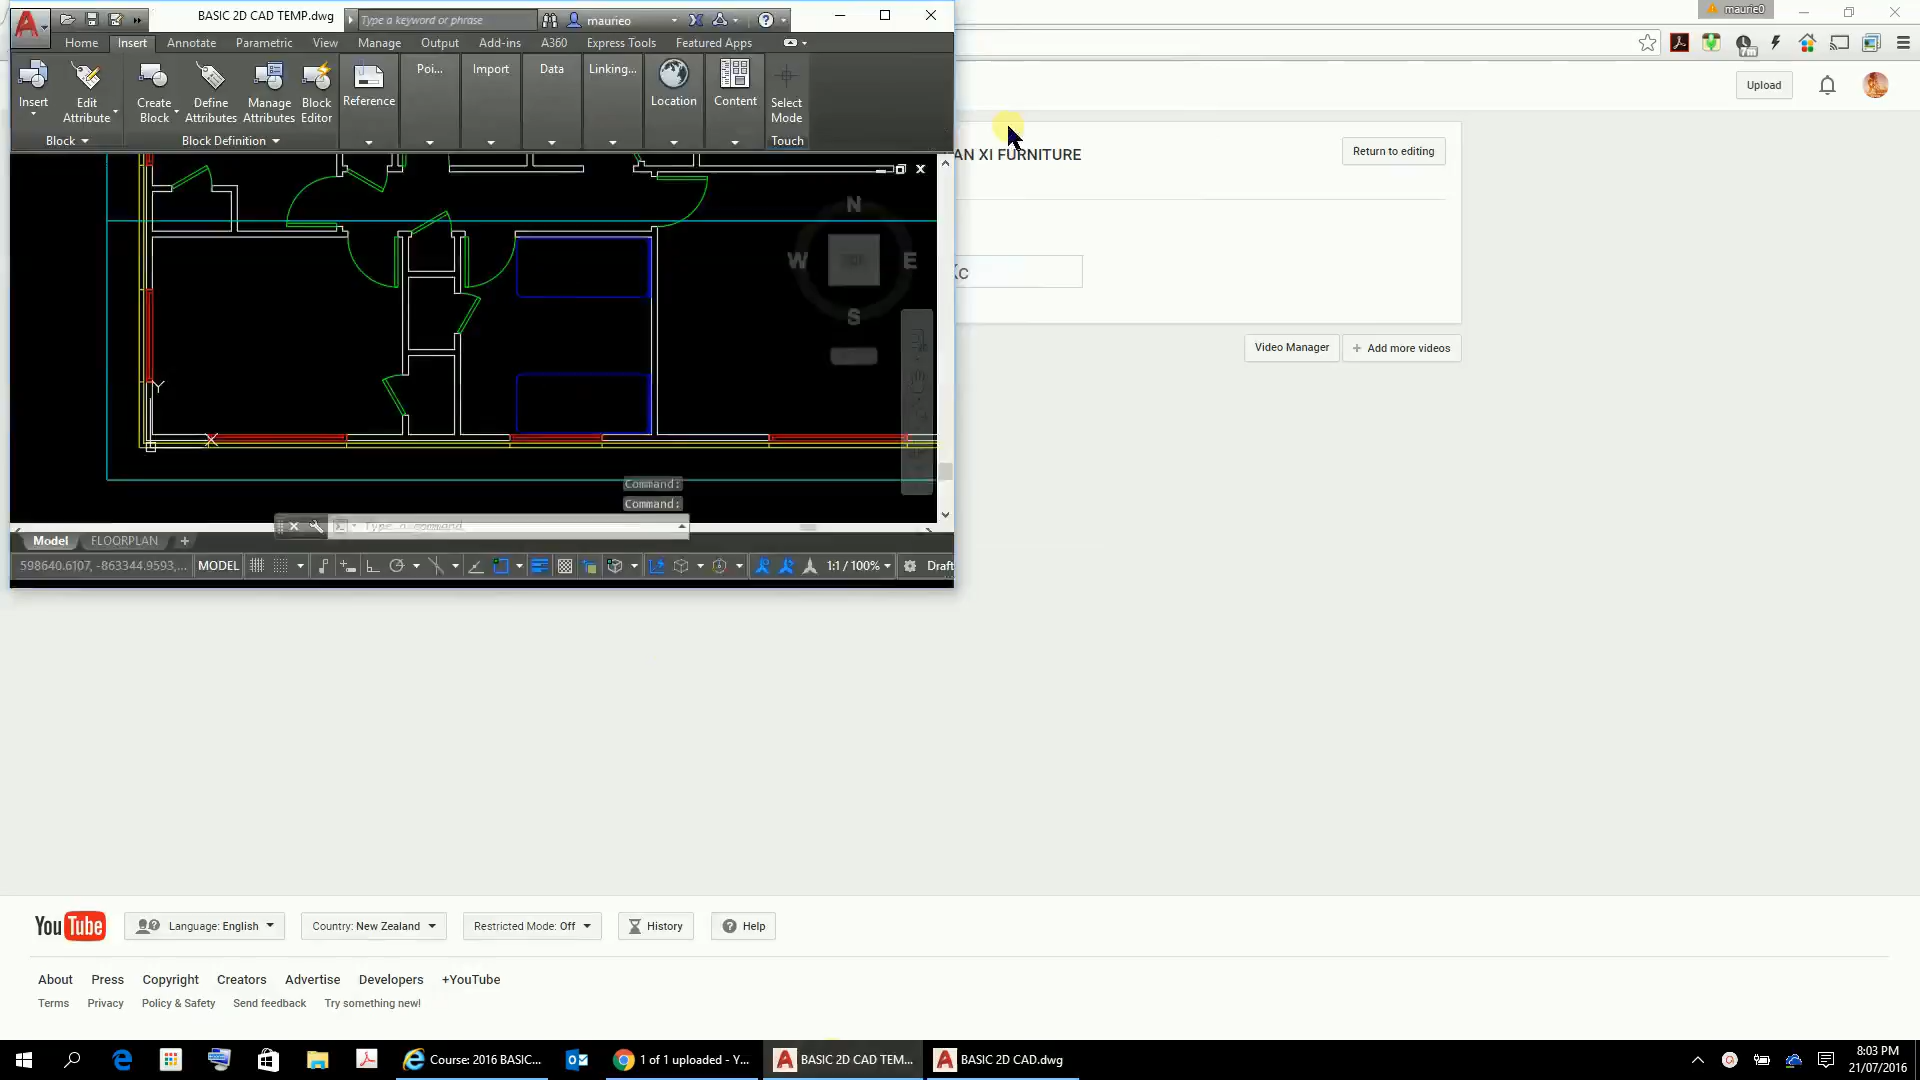 BASIC 2D CAD TEMP.dwg
Type a keyword or phrase
maurieo
Home
Insert
Annotate
Parametric
View
Manage
Output
Add-ins
A360
Express Tools
Featured Apps
Insert
Edit
Attribute
Create
Block
Define
Attributes
Manage
Attributes
Block
Editor
Reference
Poi...
Import
Data
Linking...
Location
Content
Select
Mode
Block
Block Definition
Touch
N
W
E
S
Y
X
Command:
Command:
Type a command
Model
FLOORPLAN
+
598640.6107, -863344.9593,...
MODEL
1:1 / 100%
Draft
maurie0
7m
Upload
AN XI FURNITURE
Return to editing
Kc
Video Manager
+ Add more videos
YouTube
Language: English
Country: New Zealand
Restricted Mode: Off
History
Help
About
Press
Copyright
Creators
Advertise
Developers
+YouTube
Terms
Privacy
Policy & Safety
Send feedback
Try something new!
Course: 2016 BASIC...
1 of 1 uploaded - Y...
BASIC 2D CAD TEM...
BASIC 2D CAD.dwg
8:03 PM
21/07/2016